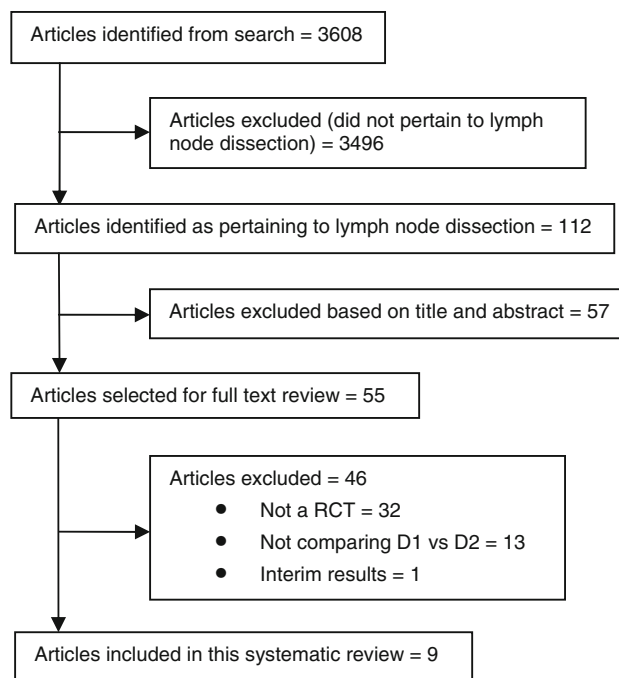 Articles identified from search = 3608
Articles excluded (did not pertain to lymph
node dissection) = 3496
Articles identified as pertaining to lymph node dissection = 112
Articles excluded based on title and abstract = 57
Articles selected for full text review = 55
Articles excluded = 46
● Not a RCT = 32
● Not comparing D1 vs D2 = 13
● Interim results = 1
Articles included in this systematic review = 9